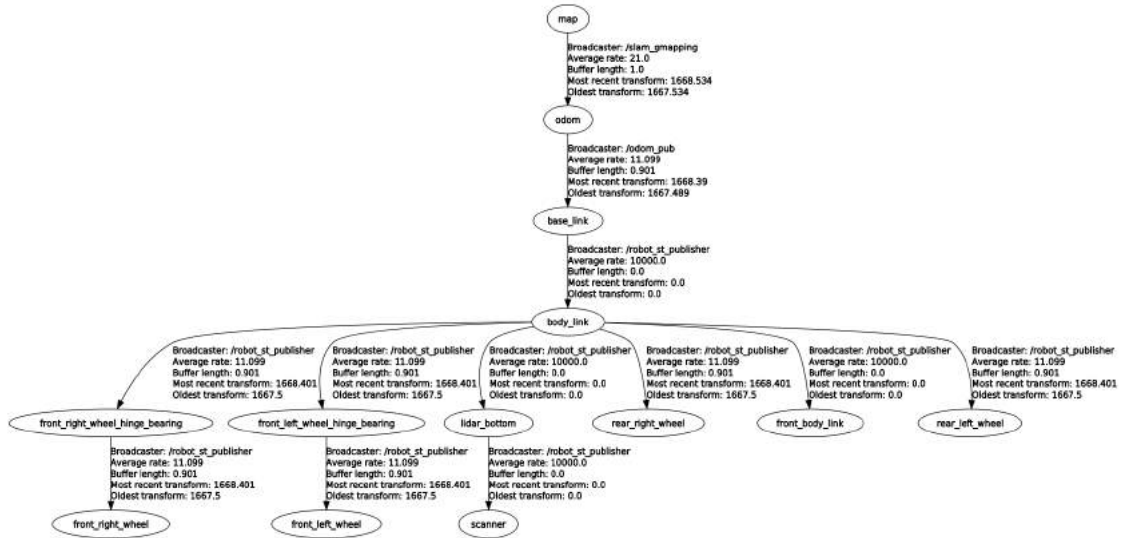 map
Broadcaster: /slam_gmapping
Average rate: 21.0
Buffer length: 1.0
Most recent transform: 1668.534
Oldest transform: 1667.534
odom
Broadcaster: /odom_pub
Average rate: 11.099
Buffer length: 0.901
Most recent transform: 1668.39
Oldest transform: 1667.489
base_link
Broadcaster: /robot_st_publisher
Average rate: 10000.0
Buffer length: 0.0
Most recent transform: 0.0
Oldest transform: 0.0
body_link
Broadcaster: /robot_st_publisher
Average rate: 11.099
Buffer length: 0.901
Most recent transform: 1668.401
Oldest transform: 1667.5
Broadcaster: /robot_st_publisher
Average rate: 11.099
Buffer length: 0.901
Most recent transform: 1668.401
Oldest transform: 1667.5
Broadcaster: /robot_st_publisher
Average rate: 10000.0
Buffer length: 0.0
Most recent transform: 0.0
Oldest transform: 0.0
Broadcaster: /robot_st_publisher
Average rate: 11.099
Buffer length: 0.901
Most recent transform: 1668.401
Oldest transform: 1667.5
Broadcaster: /robot_st_publisher
Average rate: 10000.0
Buffer length: 0.0
Most recent transform: 0.0
Oldest transform: 0.0
Broadcaster: /robot_st_publisher
Average rate: 11.099
Buffer length: 0.901
Most recent transform: 1668.401
Oldest transform: 1667.5
front_right_wheel_hinge_bearing
front_left_wheel_hinge_bearing
lidar_bottom
rear_right_wheel
front_body_link
rear_left_wheel
Broadcaster: /robot_st_publisher
Average rate: 11.099
Buffer length: 0.901
Most recent transform: 1668.401
Oldest transform: 1667.5
Broadcaster: /robot_st_publisher
Average rate: 11.099
Buffer length: 0.901
Most recent transform: 1668.401
Oldest transform: 1667.5
Broadcaster: /robot_st_publisher
Average rate: 10000.0
Buffer length: 0.0
Most recent transform: 0.0
Oldest transform: 0.0
front_right_wheel
front_left_wheel
scanner